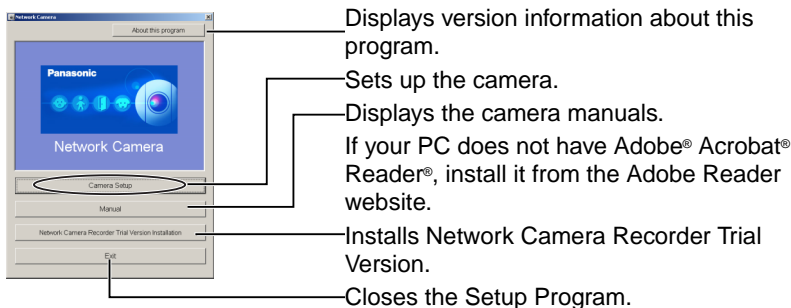 Network Camera
About this program
Panasonic
Network Camera
Camera Setup
Manual
Network Camera Recorder Trial Version Installation
Exit
Displays version information about this
program.
Sets up the camera.
Displays the camera manuals.
If your PC does not have Adobe® Acrobat®
Reader®, install it from the Adobe Reader
website.
Installs Network Camera Recorder Trial
Version.
Closes the Setup Program.